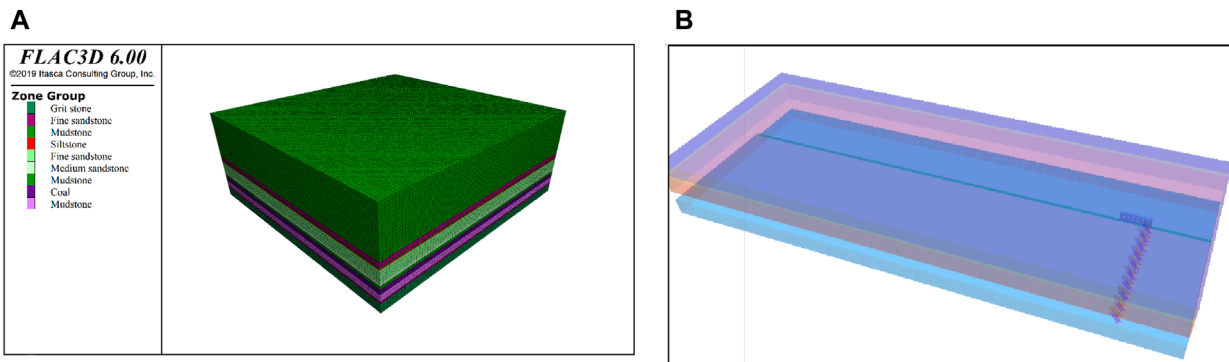 A
B
FLAC3D 6.00
©2019 Itasca Consulting Group, Inc.
Zone Group
Grit stone
Fine sandstone
Mudstone
Siltstone
Fine sandstone
Medium sandstone
Mudstone
Coal
Mudstone